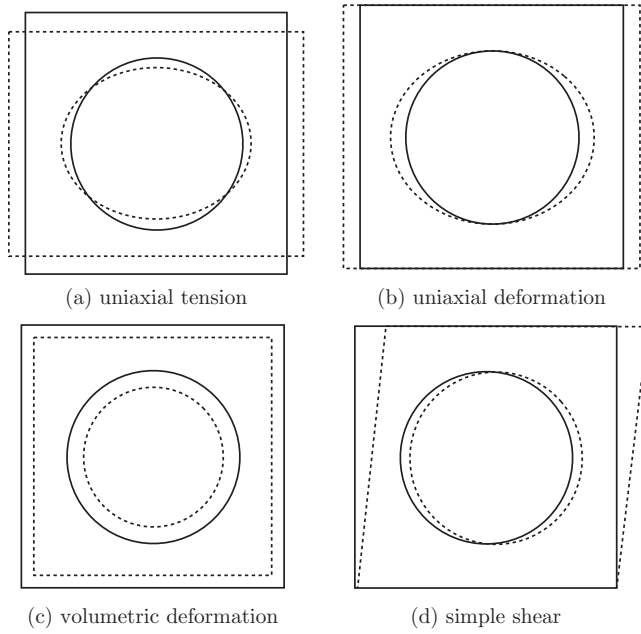 (a) uniaxial tension
(b) uniaxial deformation
(c) volumetric deformation
(d) simple shear